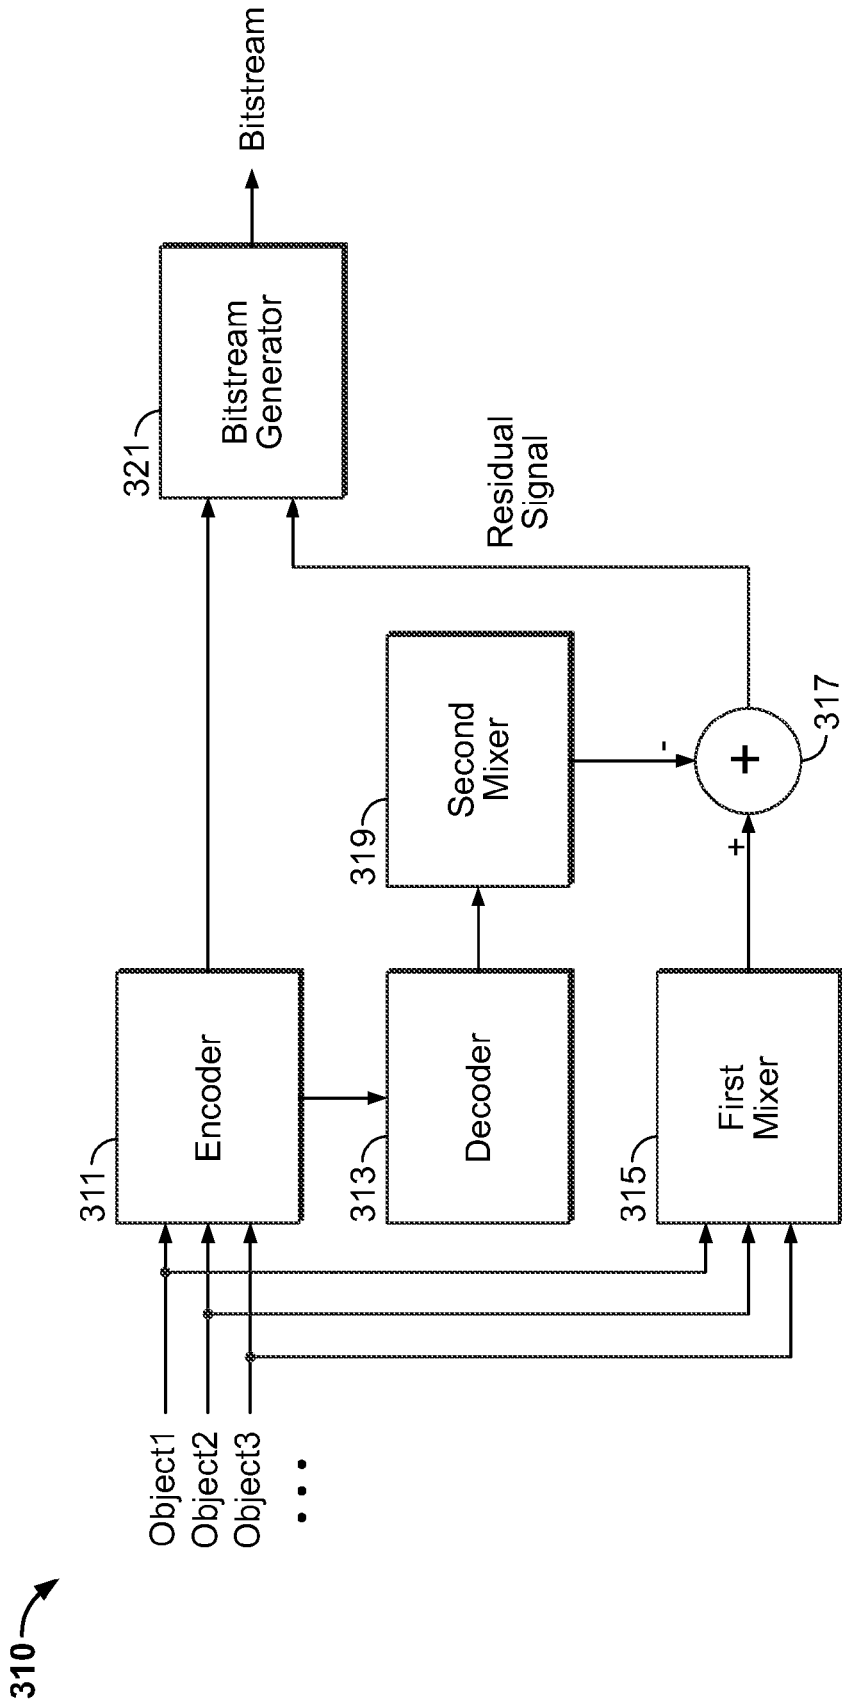 310
Object1
Object2
Object3
...
311
Encoder
313
Decoder
315
First
Mixer
319
Second
Mixer
+
-
+
317
Residual
Signal
321
Bitstream
Generator
Bitstream